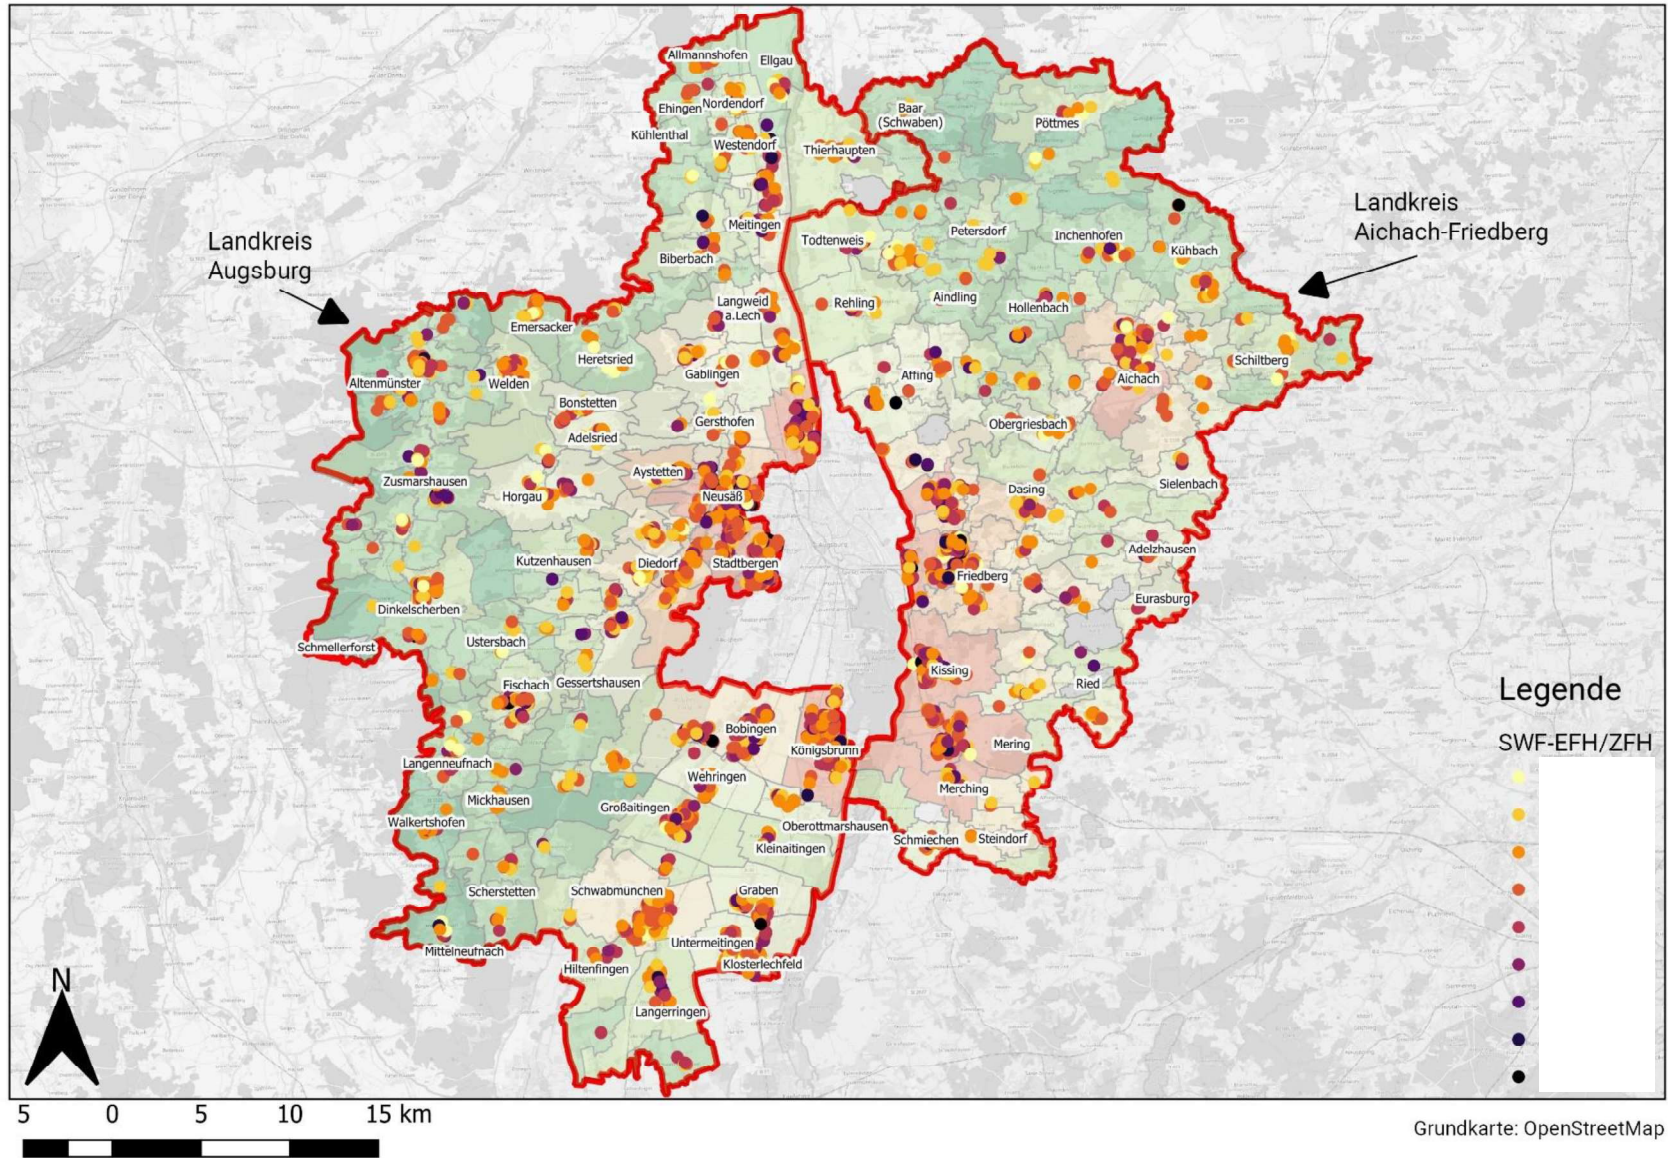 Allmannshofen
Ellgau
Ehingen
Nordendorf
Baar
(Schwaben)
Pöttmes
Kühlenthal
Westendorf
Thierhaupten
Landkreis
Augsburg
Landkreis
Aichach-Friedberg
Meitingen
Todtenweis
Petersdorf
Inchenhofen
Kühbach
Biberbach
Langweid
a.Lech
Rehling
Aindling
Hollenbach
Emersacker
Heretsried
Schiltberg
Altenmünster
Welden
Gablingen
Affing
Aichach
Bonstetten
Gersthofen
Obergriesbach
Adelsried
Aystetten
Zusmarshausen
Horgau
Neusäß
Dasing
Sielenbach
Kutzenhausen
Diedorf
Stadtbergen
Adelzhausen
Friedberg
Dinkelscherben
Eurasburg
Ustersbach
Schmellerforst
Fischach
Gessertshausen
Kissing
Ried
Legende
SWF-EFH/ZFH
Bobingen
Königsbrunn
Mering
Langenneufnach
Wehringen
Merching
Mickhausen
Großaitingen
Walkertshofen
Oberottmarshausen
Kleinaitingen
Schmiechen
Steindorf
Scherstetten
Schwabmünchen
Graben
Mittelneufnach
Untermeitingen
Hiltenfingen
Klosterlechfeld
Langerringen
N
5 0 5 10 15 km
Grundkarte: OpenStreetMap